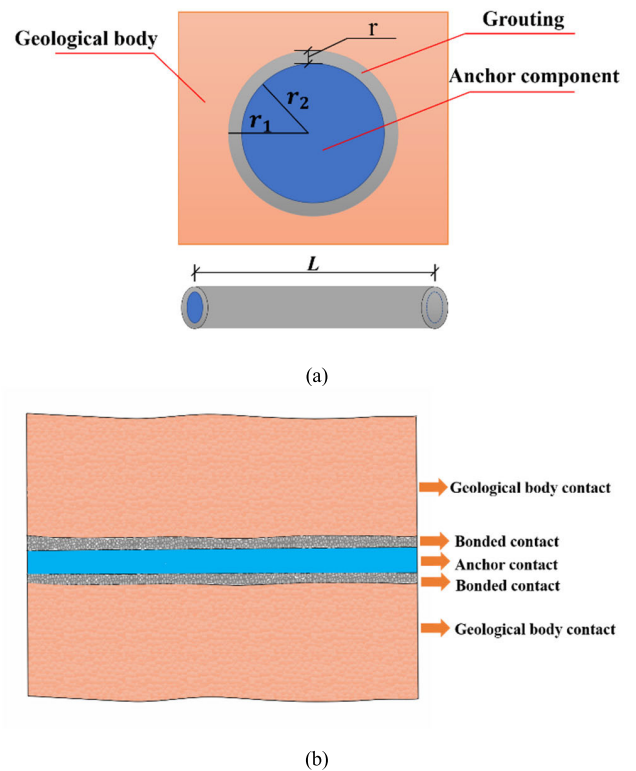 r
Grouting
Geological body
Anchor component
r₂
r₁
L
(a)
Geological body contact
Bonded contact
Anchor contact
Bonded contact
Geological body contact
(b)